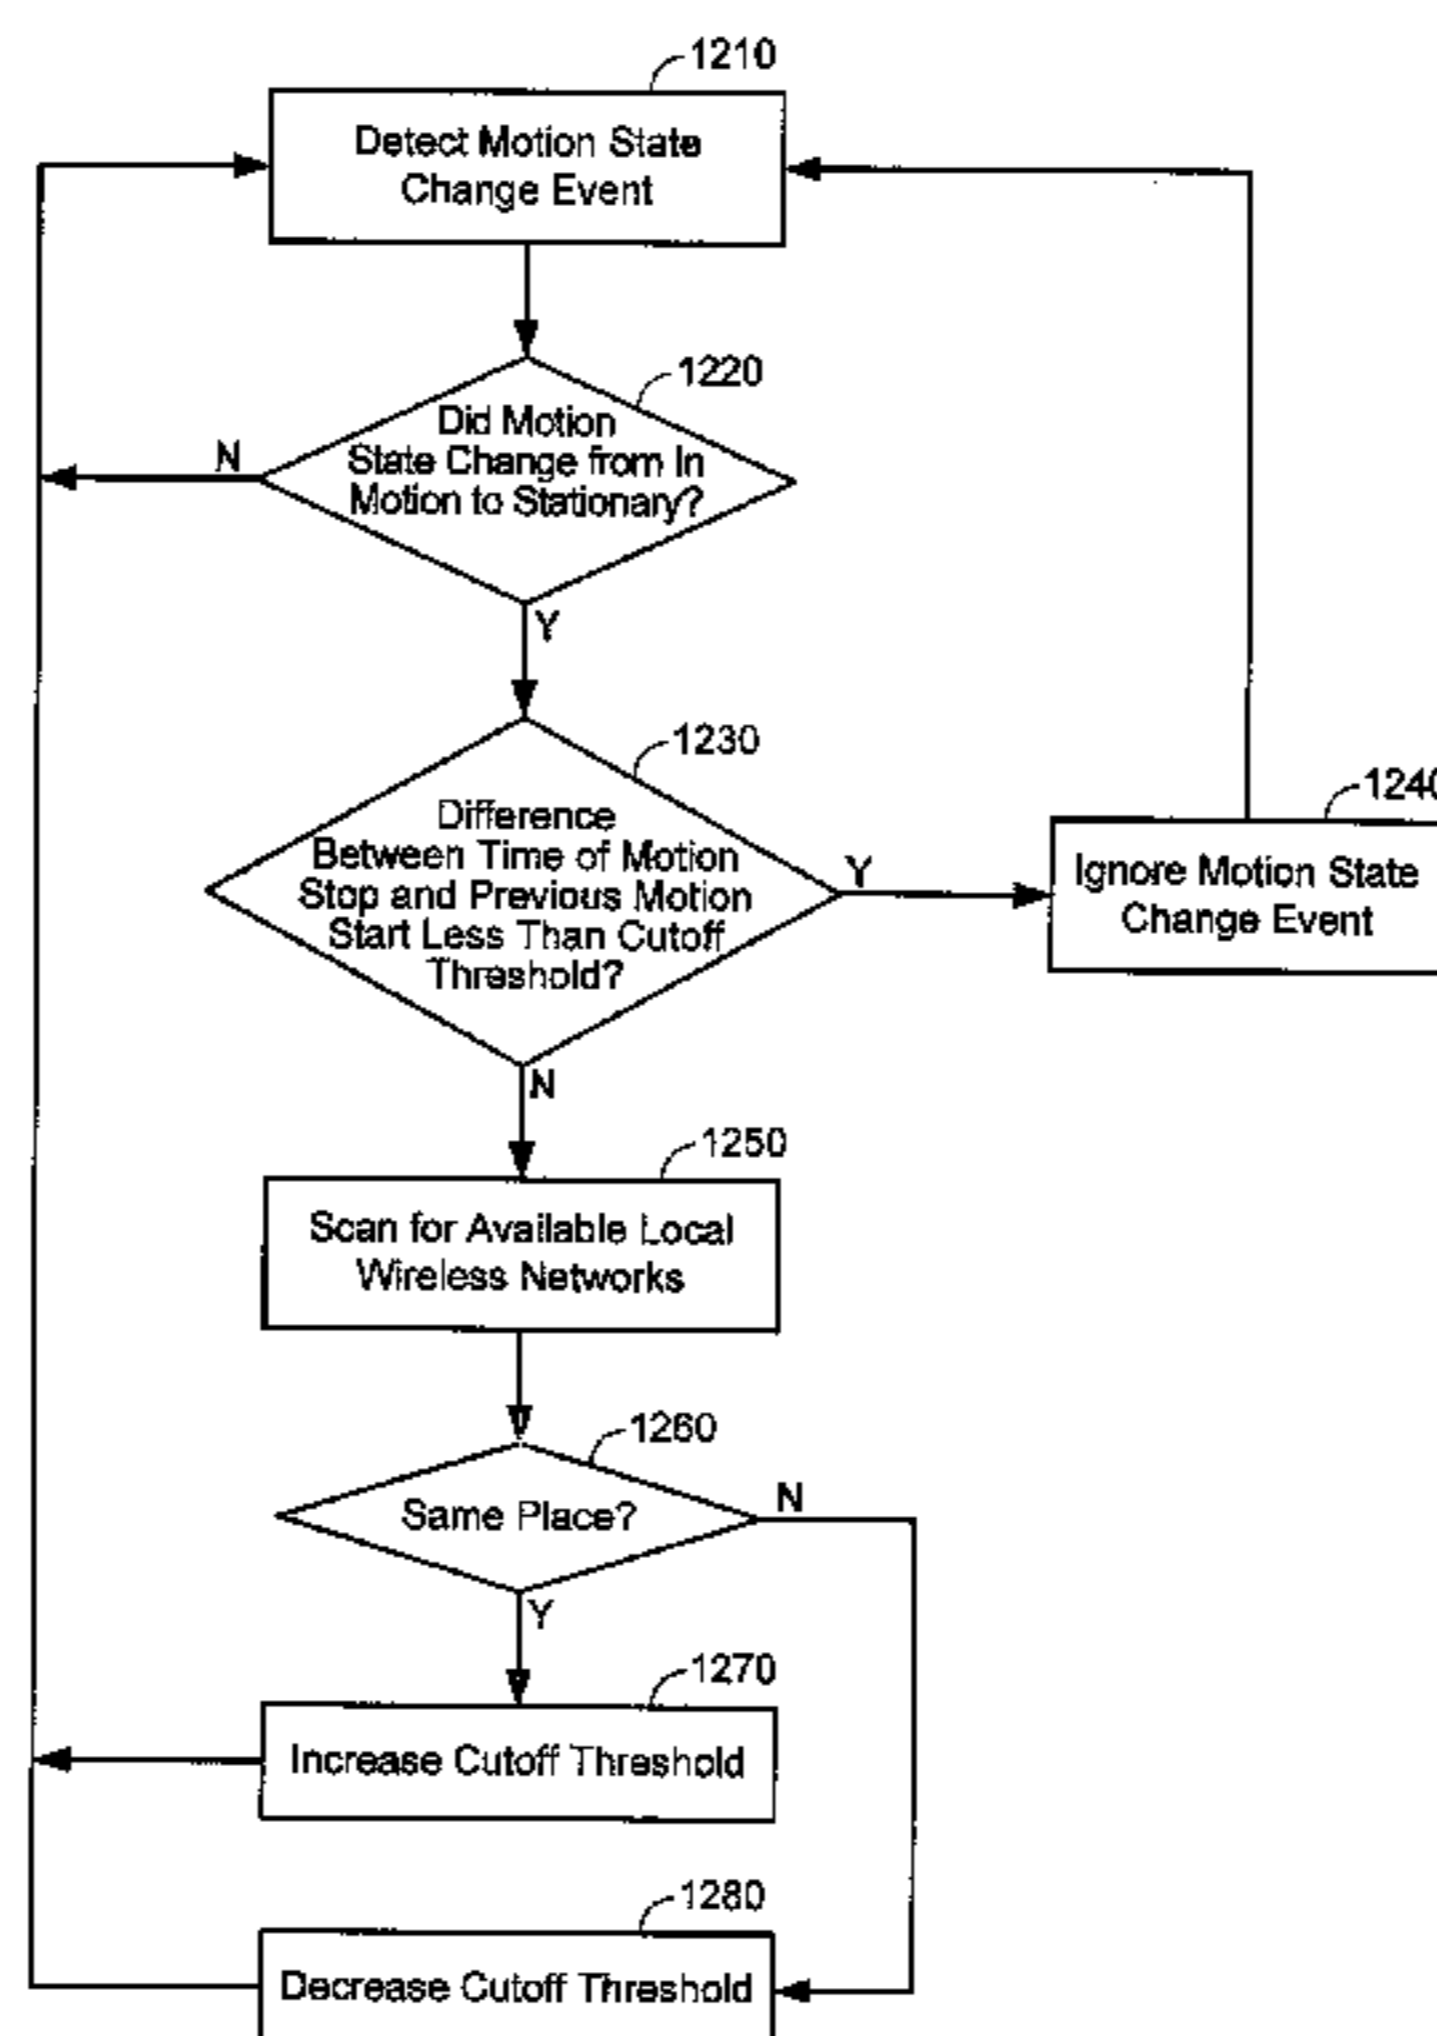 1210
Detect Motion State
Change Event
1220
Did Motion
State Change from In
Motion to Stationary?
N
Y
1230
Difference
Between Time of Motion
Stop and Previous Motion
Start Less Than Cutoff
Threshold?
Y
1240
Ignore Motion State
Change Event
N
1250
Scan for Available Local
Wireless Networks
1260
Same Place?
N
Y
1270
Increase Cutoff Threshold
1280
Decrease Cutoff Threshold